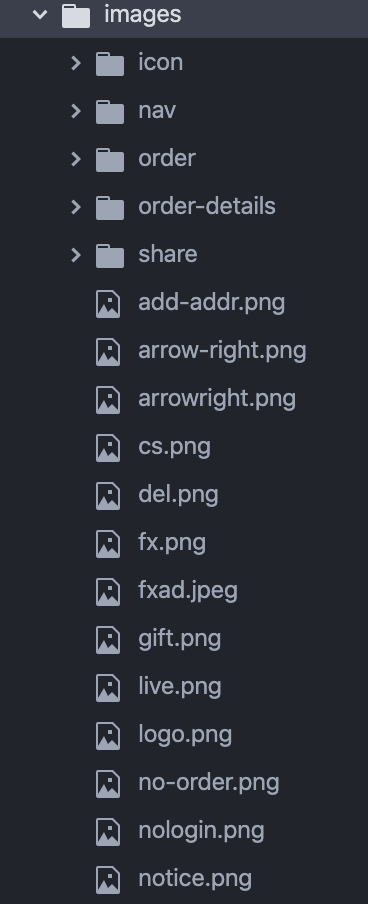 images
icon
nav
order
order-details
share
add-addr.png
arrow-right.png
arrowright.png
cs.png
del.png
fx.png
fxad.jpeg
gift.png
live.png
logo.png
no-order.png
nologin.png
notice.png